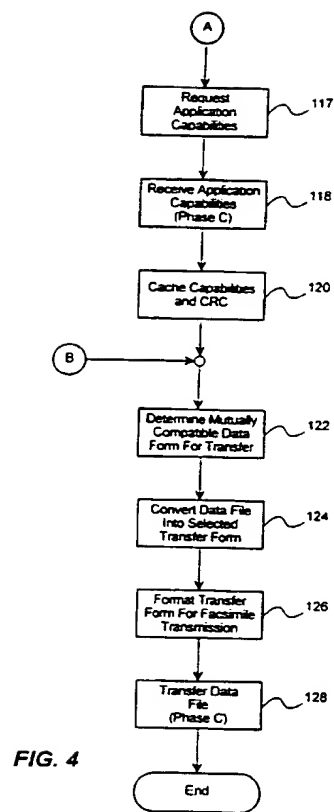 A
Request
Application
Capabilities
117
Receive Application
Capabilities
(Phase C)
118
Cache Capabilities
and CRC
120
B
Determine Mutually
Compatible Data
Form For Transfer
122
Convert Data File
Into Selected
Transfer Form
124
Format Transfer
Form For Facsimile
Transmission
126
Transfer Data
File
(Phase C)
128
FIG. 4
End